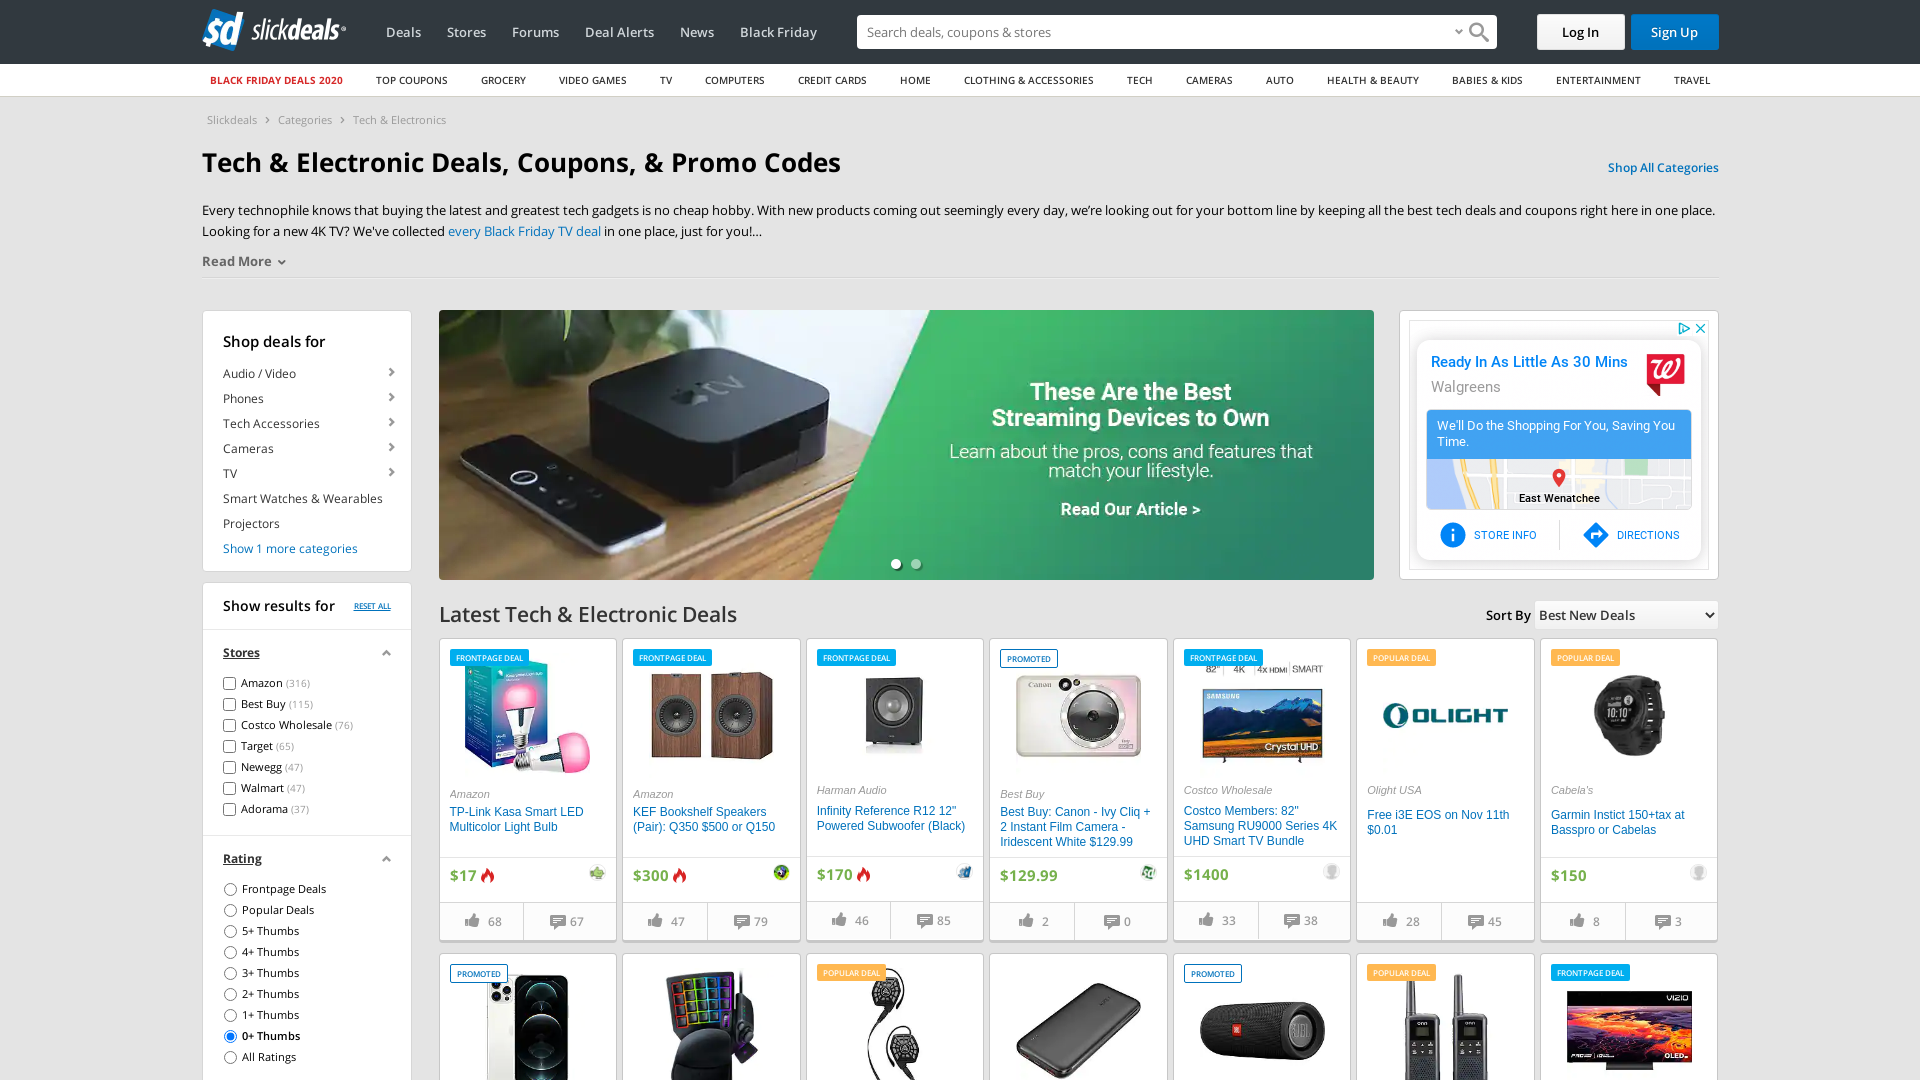 slickdeals
Deals
Stores
Forums
Deal Alerts
News
Black Friday
Search deals, coupons & stores
Log In
Sign Up
BLACK FRIDAY DEALS 2020
TOP COUPONS
GROCERY
VIDEO GAMES
TV
COMPUTERS
CREDIT CARDS
HOME
CLOTHING & ACCESSORIES
TECH
CAMERAS
AUTO
HEALTH & BEAUTY
BABIES & KIDS
ENTERTAINMENT
TRAVEL
Slickdeals > Categories > Tech & Electronics
Tech & Electronic Deals, Coupons, & Promo Codes
Shop All Categories
Every technophile knows that buying the latest and greatest tech gadgets is no cheap hobby. With new products coming out seemingly every day, we’re looking out for your bottom line by keeping all the best tech deals and coupons right here in one place.
Looking for a new 4K TV? We've collected every Black Friday TV deal in one place, just for you!...
Read More
Shop deals for
Audio / Video
Phones
Tech Accessories
Cameras
TV
Smart Watches & Wearables
Projectors
Show 1 more categories
Show results for
RESET ALL
Stores
Amazon (316)
Best Buy (115)
Costco Wholesale (76)
Target (65)
Newegg (47)
Walmart (47)
Adorama (37)
Rating
Frontpage Deals
Popular Deals
5+ Thumbs
4+ Thumbs
3+ Thumbs
2+ Thumbs
1+ Thumbs
0+ Thumbs
All Ratings
tv
These Are the Best
Streaming Devices to Own
Learn about the pros, cons and features that
match your lifestyle.
Read Our Article >
Ready In As Little As 30 Mins
Walgreens
We'll Do the Shopping For You, Saving You
Time.
East Wenatchee
STORE INFO
DIRECTIONS
Latest Tech & Electronic Deals
Sort By
Best New Deals
FRONTPAGE DEAL
Amazon
TP-Link Kasa Smart LED
Multicolor Light Bulb
$17
68
67
FRONTPAGE DEAL
Amazon
KEF Bookshelf Speakers
(Pair): Q350 $500 or Q150
$300
47
79
FRONTPAGE DEAL
Harman Audio
Infinity Reference R12 12"
Powered Subwoofer (Black)
$170
46
85
PROMOTED
Canon
Best Buy
Best Buy: Canon - Ivy Cliq +
2 Instant Film Camera -
Iridescent White $129.99
$129.99
2
0
FRONTPAGE DEAL
82" 4K 4x HDMI SMART
SAMSUNG
Crystal UHD
Costco Wholesale
Costco Members: 82"
Samsung RU9000 Series 4K
UHD Smart TV Bundle
$1400
33
38
POPULAR DEAL
OLIGHT
Olight USA
Free i3E EOS on Nov 11th
$0.01
28
45
POPULAR DEAL
10:10
Cabela's
Garmin Instict 150+tax at
Basspro or Cabelas
$150
8
3
PROMOTED
POPULAR DEAL
PROMOTED
JBL
POPULAR DEAL
onn
onn
FRONTPAGE DEAL
VIZIO
OLED